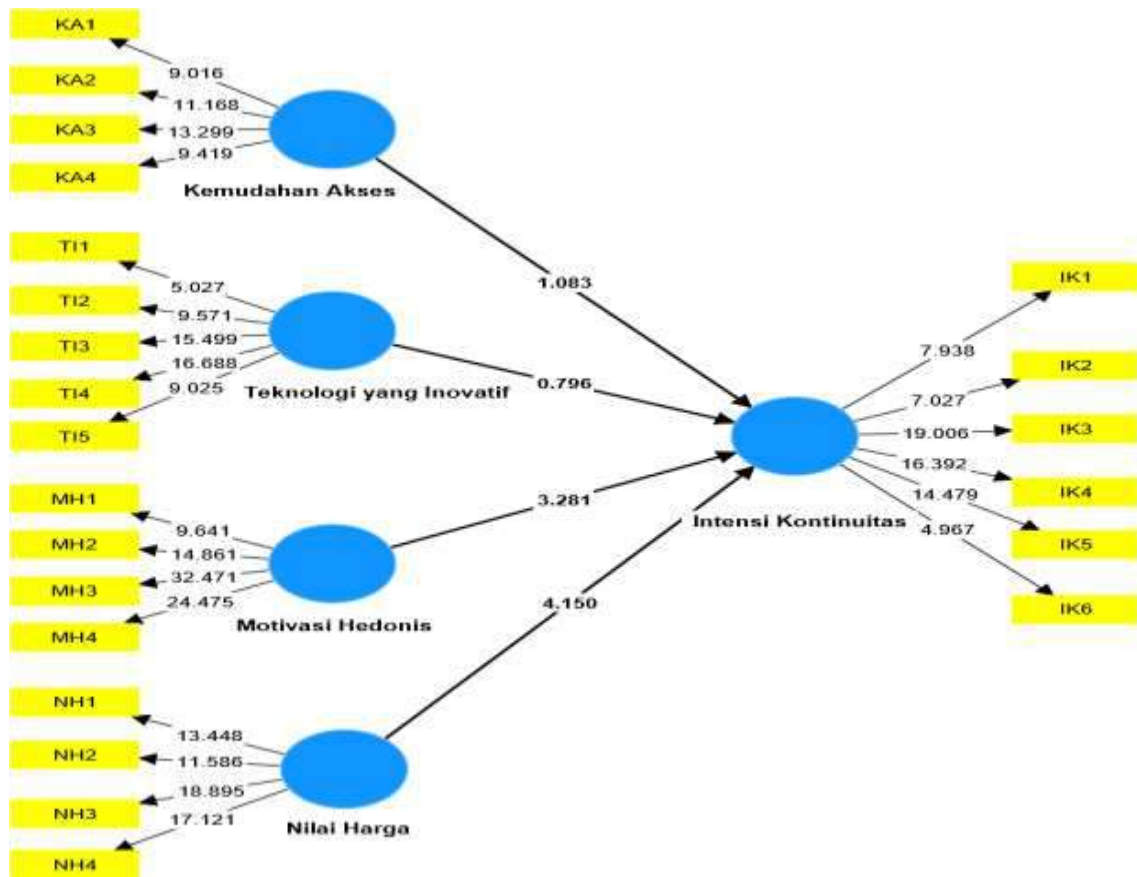 KA1
9.016
KA2
11.168
KA3
13.299
9.419
KA4
Kemudahan Akses
TI1
5.027
TI2
9.571
TI3
15.499
16.688
TI4
9.025
TI5
Teknologi yang Inovatif
MH1
9.641
MH2
14.861
MH3
32.471
24.475
MH4
Motivasi Hedonis
NH1
13.448
NH2
11.586
18.895
NH3
17.121
NH4
Nilai Harga
1.083
0.796
3.281
4.150
Intensi Kontinuitas
IK1
7.938
IK2
7.027
IK3
19.006
16.392
IK4
14.479
IK5
4.967
IK6